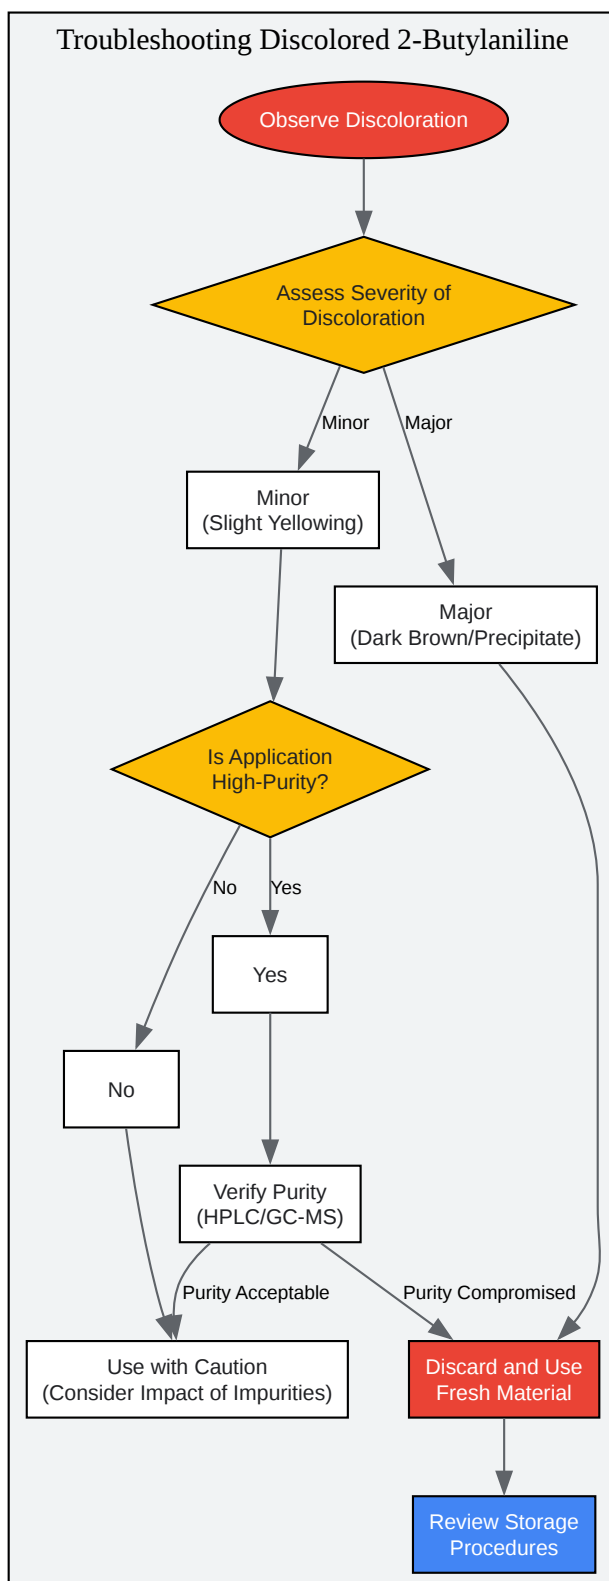 Troubleshooting Discolored 2-Butylaniline
Observe Discoloration
Assess Severity of
Discoloration
Minor
Major
Minor
(Slight Yellowing)
Major
(Dark Brown/Precipitate)
Is Application
High-Purity?
No
Yes
Yes
No
Verify Purity
(HPLC/GC-MS)
Purity Acceptable
Purity Compromised
Use with Caution
(Consider Impact of Impurities)
Discard and Use
Fresh Material
Review Storage
Procedures